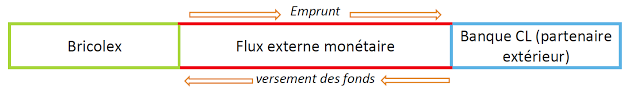 Emprunt
Bricolex
Flux externe monétaire
Banque CL (partenaire
extérieur)
versement des fonds